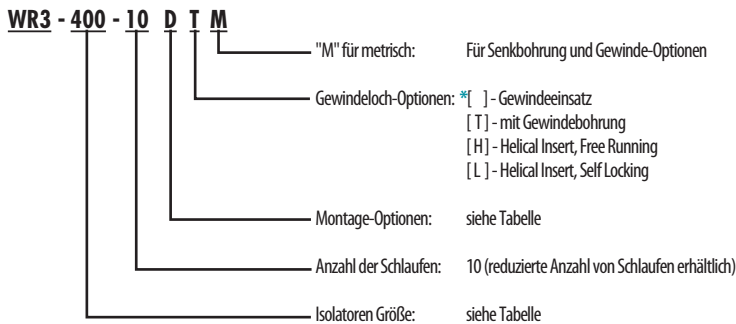 WR3 - 400 - 10 D T M
"M" für metrisch: Für Senkbohrung und Gewinde-Optionen
Gewindeloch-Optionen: *[ ] - Gewindeeinsatz
[ T ] - mit Gewindebohrung
[ H ] - Helical Insert, Free Running
[ L ] - Helical Insert, Self Locking
Montage-Optionen: siehe Tabelle
Anzahl der Schlaufen: 10 (reduzierte Anzahl von Schlaufen erhältlich)
Isolatoren Größe: siehe Tabelle